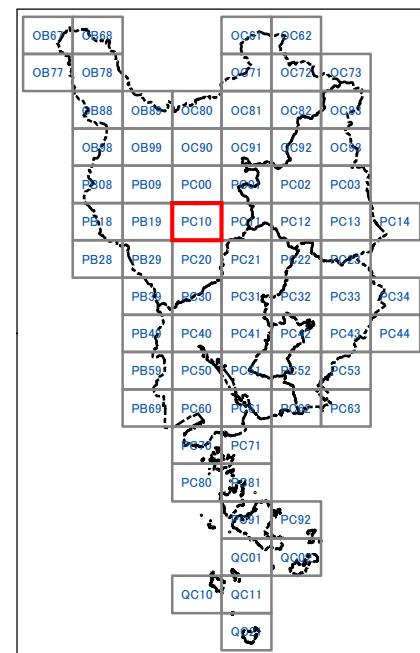 OB67 OB68 OC61 OC62
OB77 OB78 OC71 OC72 OC73
OB88 OB89 OC80 OC81 OC82 OC83
OB98 OB99 OC90 OC91 OC92 OC93
PB08 PB09 PC00 PC01 PC02 PC03
PB18 PB19 PC10 PC11 PC12 PC13 PC14
PB28 PB29 PC20 PC21 PC22 PC23
PB39 PC30 PC31 PC32 PC33 PC34
PB49 PC40 PC41 PC42 PC43 PC44
PB59 PC50 PC51 PC52 PC53
PB69 PC60 PC61 PC62 PC63
PC70 PC71
PC80 PC81
PC91 PC92
QC01 QC02
QC10 QC11
QC21